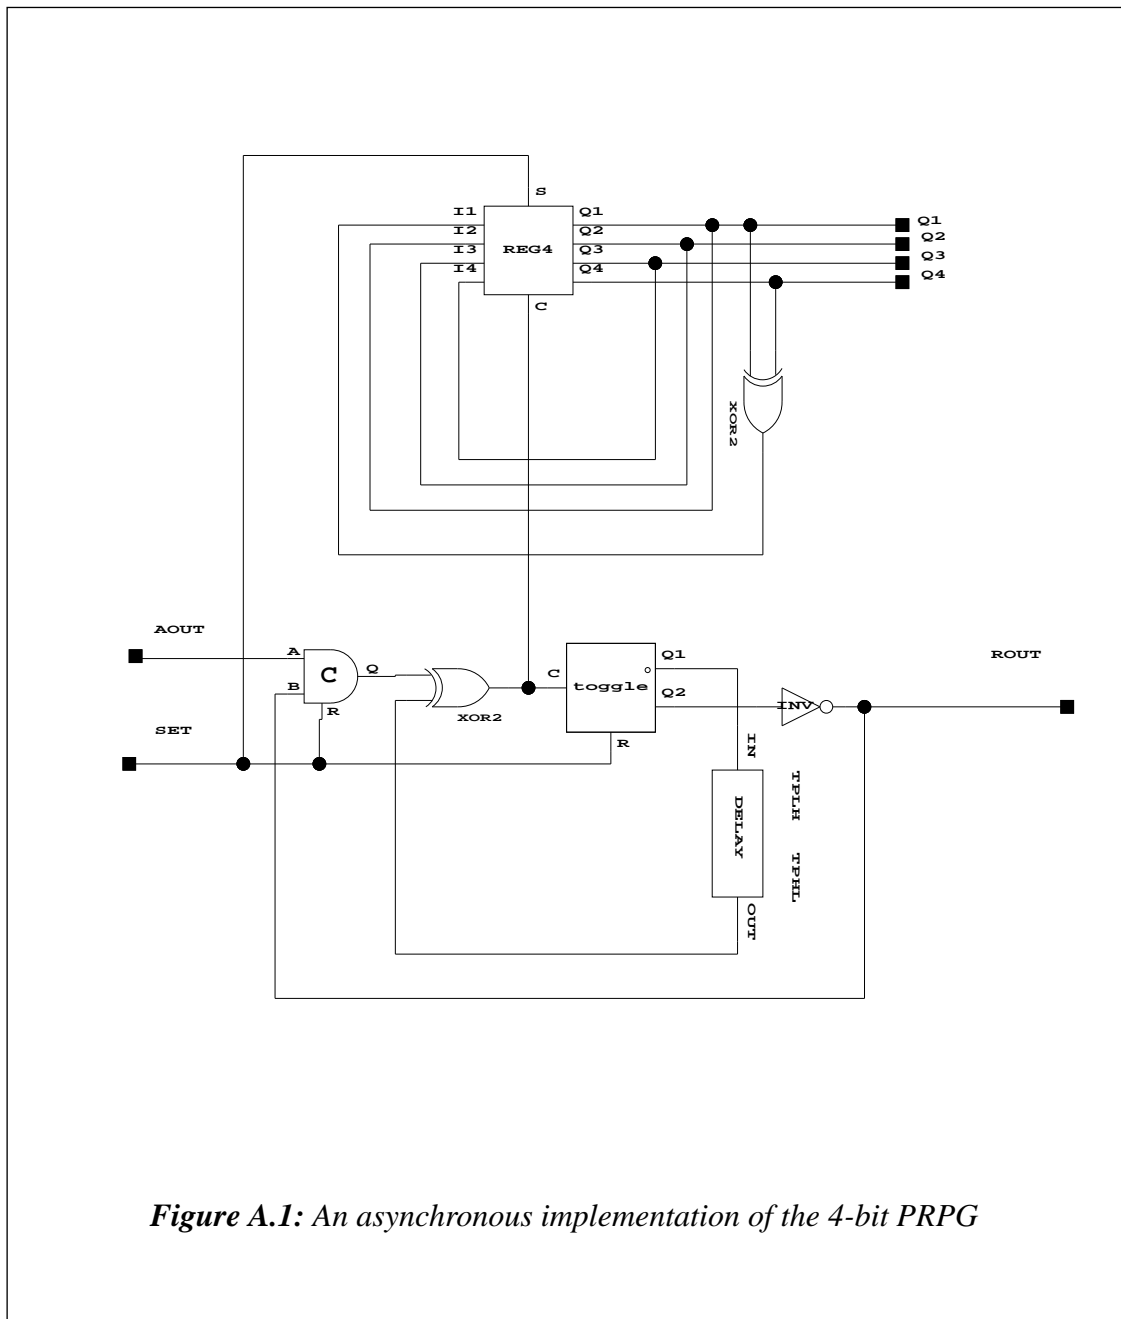 S
I1 Q1 Q1
I2 Q2 Q2
I3 REG4 Q3 Q3
I4 Q4 Q4
C
XOR2
AOUT
A Q C Q1 ROUT
C toggle
B Q2
R XOR2 INV
SET R IN
DELAY TPLH
TPHL
OUT
Figure A.1: An asynchronous implementation of the 4-bit PRPG